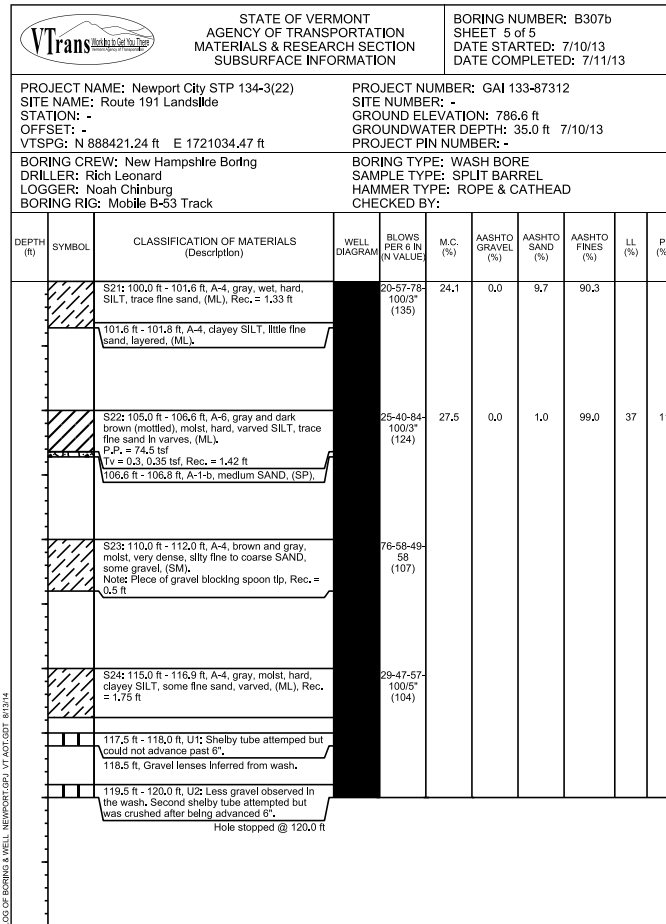 VTrans Working to Get You There
Vermont Agency of Transportation
STATE OF VERMONT
AGENCY OF TRANSPORTATION
MATERIALS & RESEARCH SECTION
SUBSURFACE INFORMATION
BORING NUMBER: B307b
SHEET 5 of 5
DATE STARTED: 7/10/13
DATE COMPLETED: 7/11/13
PROJECT NAME: Newport City STP 134-3(22)
SITE NAME: Route 191 Landslide
STATION: -
OFFSET: -
VTSPG: N 888421.24 ft E 1721034.47 ft
PROJECT NUMBER: GAI 133-87312
SITE NUMBER: -
GROUND ELEVATION: 786.6 ft
GROUNDWATER DEPTH: 35.0 ft 7/10/13
PROJECT PIN NUMBER: -
BORING CREW: New Hampshire Boring
DRILLER: Rich Leonard
LOGGER: Noah Chinburg
BORING RIG: Mobile B-53 Track
BORING TYPE: WASH BORE
SAMPLE TYPE: SPLIT BARREL
HAMMER TYPE: ROPE & CATHEAD
CHECKED BY:
DEPTH
(ft)
SYMBOL
CLASSIFICATION OF MATERIALS
(Description)
WELL
DIAGRAM
BLOWS
PER 6 IN
(N VALUE)
M.C.
(%)
AASHTO
GRAVEL
(%)
AASHTO
SAND
(%)
AASHTO
FINES
(%)
LL
(%)
P
(%
S21: 100.0 ft - 101.6 ft, A-4, gray, wet, hard,
SILT, trace fine sand, (ML), Rec. = 1.33 ft
20-57-78-
100/3"
(135)
24.1
0.0
9.7
90.3
101.6 ft - 101.8 ft, A-4, clayey SILT, little fine
sand, layered, (ML).
S22: 105.0 ft - 106.6 ft, A-6, gray and dark
brown (mottled), moist, hard, varved SILT, trace
fine sand in varves, (ML).
P.P. = 74.5 tsf
Tv = 0.3, 0.35 tsf, Rec. = 1.42 ft
25-40-84-
100/3"
(124)
27.5
0.0
1.0
99.0
37
11
106.6 ft - 106.8 ft, A-1-b, medium SAND, (SP),
S23: 110.0 ft - 112.0 ft, A-4, brown and gray,
moist, very dense, silty fine to coarse SAND,
some gravel, (SM).
Note: Piece of gravel blocking spoon tip, Rec. =
0.5 ft
76-58-49-
58
(107)
S24: 115.0 ft - 116.9 ft, A-4, gray, moist, hard,
clayey SILT, some fine sand, varved, (ML), Rec.
= 1.75 ft
29-47-57-
100/5"
(104)
117.5 ft - 118.0 ft, U1: Shelby tube attemped but
could not advance past 6".
118.5 ft, Gravel lenses inferred from wash.
119.5 ft - 120.0 ft, U2: Less gravel observed in
the wash. Second shelby tube attempted but
was crushed after being advanced 6".
Hole stopped @ 120.0 ft
OG OF BORING & WELL NEWPORT.GPJ VT AOT.GDT 8/13/14